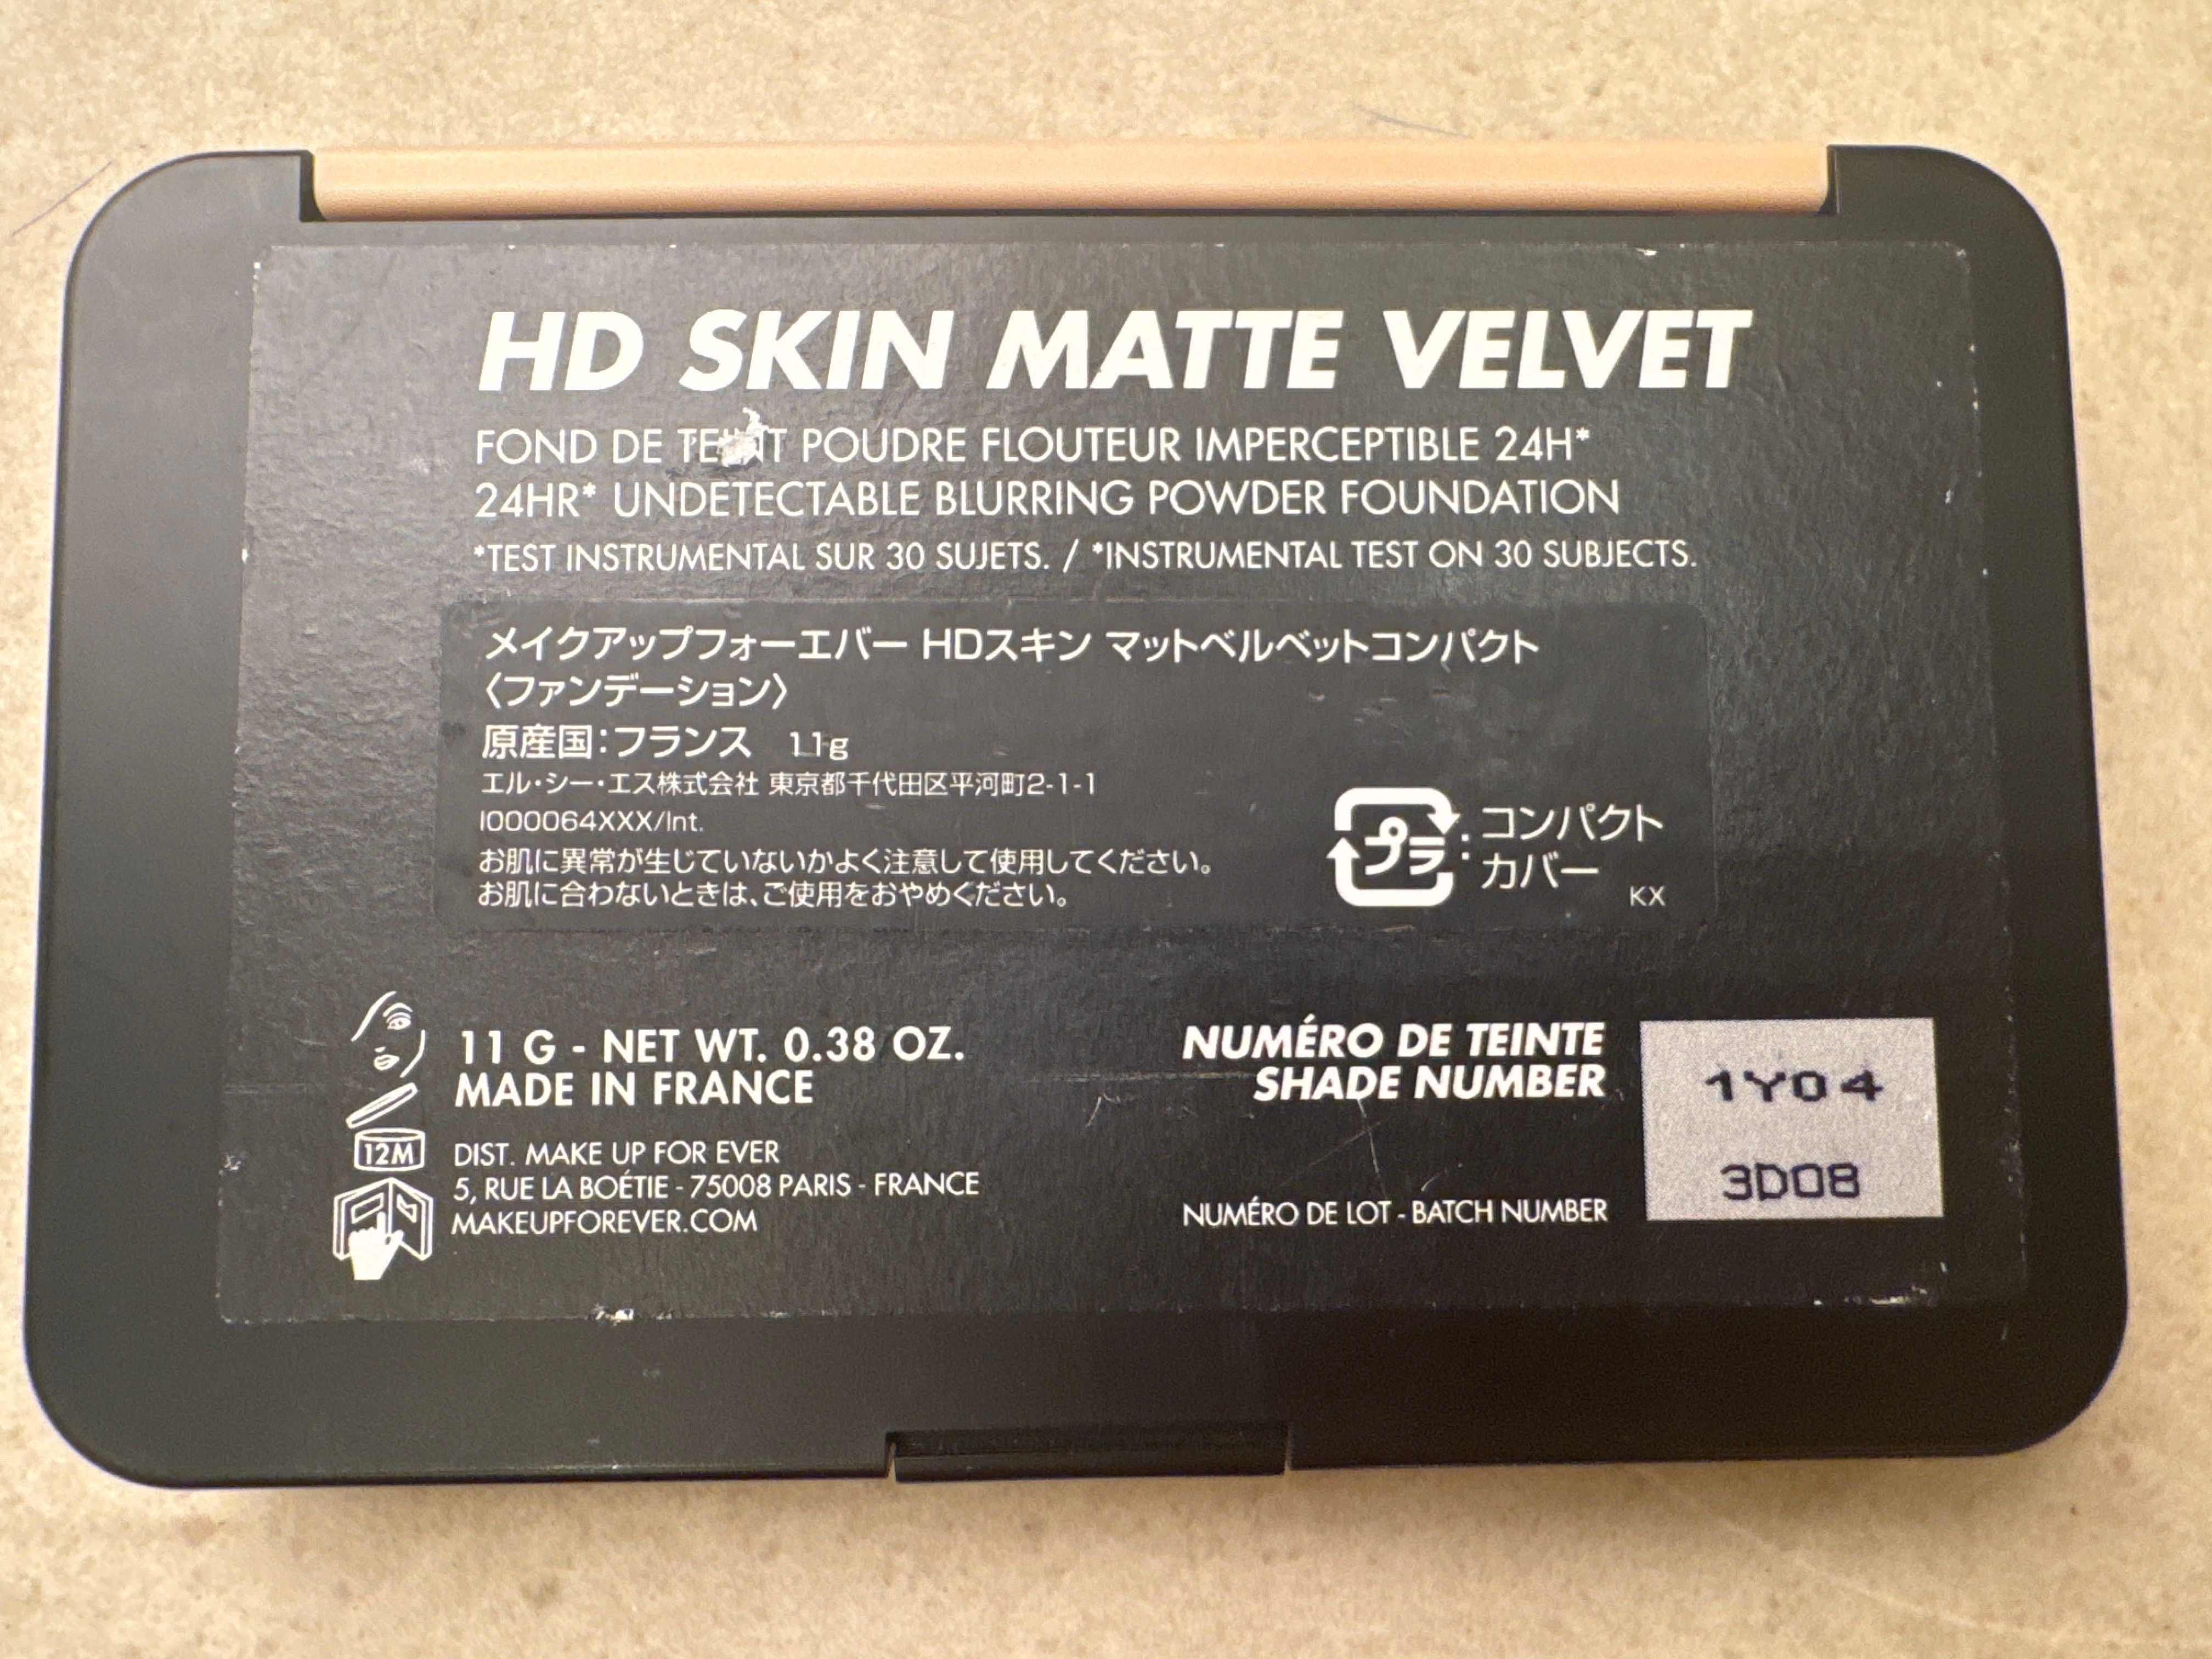 HD SKIN MATTE VELVET
FOND DE TEINT POUDRE FLOUTEUR IMPERCEPTIBLE 24H*
24HR* UNDETECTABLE BLURRING POWDER FOUNDATION
*TEST INSTRUMENTAL SUR 30 SUJETS. / *INSTRUMENTAL TEST ON 30 SUBJECTS.
メイクアップフォーエバー HDスキン マットベルベットコンパクト
〈ファンデーション〉
原産国:フランス 11g
エル・シー・エス株式会社 東京都千代田区平河町2-1-1
I000064XXX/Int.
お肌に異常が生じていないかよく注意して使用してください。
お肌に合わないときは、ご使用をおやめください。
プラ : コンパクト
カバー
KX
11 G - NET WT. 0.38 OZ.
MADE IN FRANCE
12M
DIST. MAKE UP FOR EVER
5, RUE LA BOÉTIE - 75008 PARIS - FRANCE
MAKEUPFOREVER.COM
NUMÉRO DE TEINTE
SHADE NUMBER
1Y04
NUMÉRO DE LOT - BATCH NUMBER
3D08